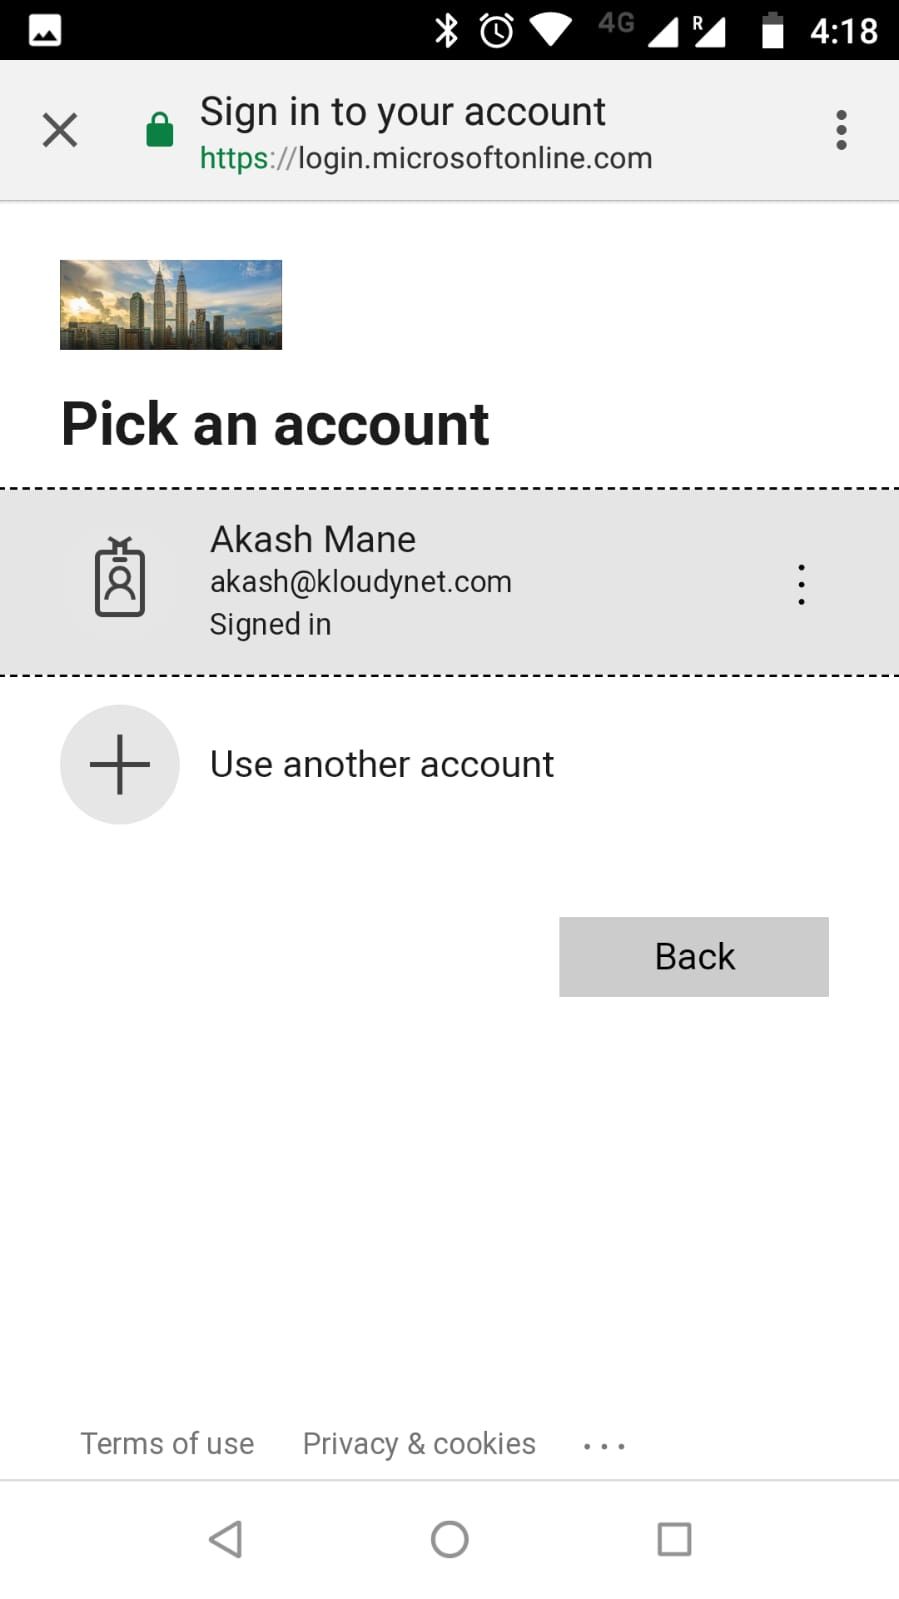 4G R 4:18
Sign in to your account
https://login.microsoftonline.com
Pick an account
Akash Mane
akash@kloudynet.com
Signed in
Use another account
Back
Terms of use Privacy & cookies ...